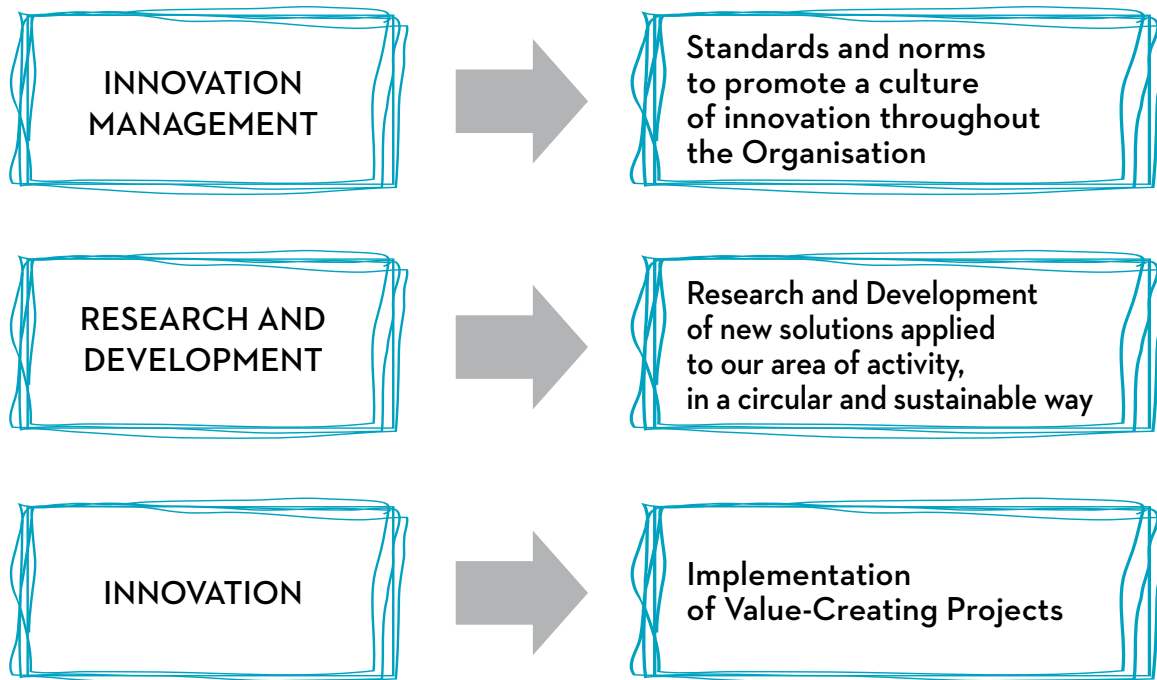 INNOVATION
MANAGEMENT
Standards and norms
to promote a culture
of innovation throughout
the Organisation
RESEARCH AND
DEVELOPMENT
Research and Development
of new solutions applied
to our area of activity,
in a circular and sustainable way
INNOVATION
Implementation
of Value-Creating Projects